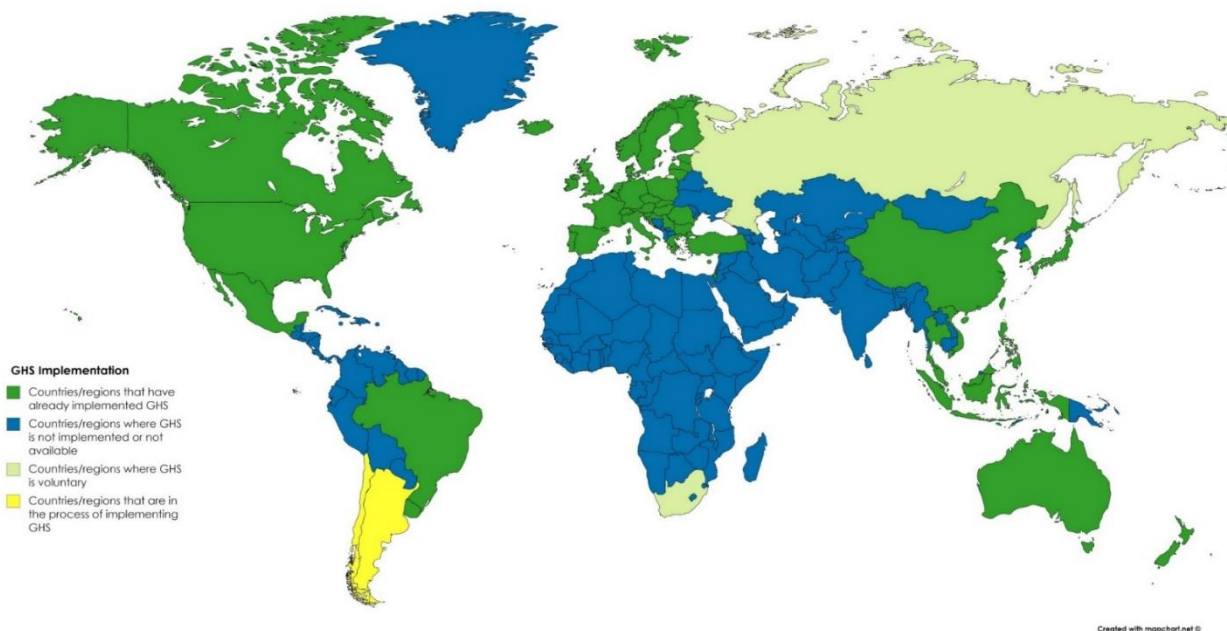 GHS Implementation
Countries/regions that have
already implemented GHS
Countries/regions where GHS
is not implemented or not
available
Countries/regions where GHS
is voluntary
Countries/regions that are in
the process of implementing
GHS
Created with mapchart.net ©